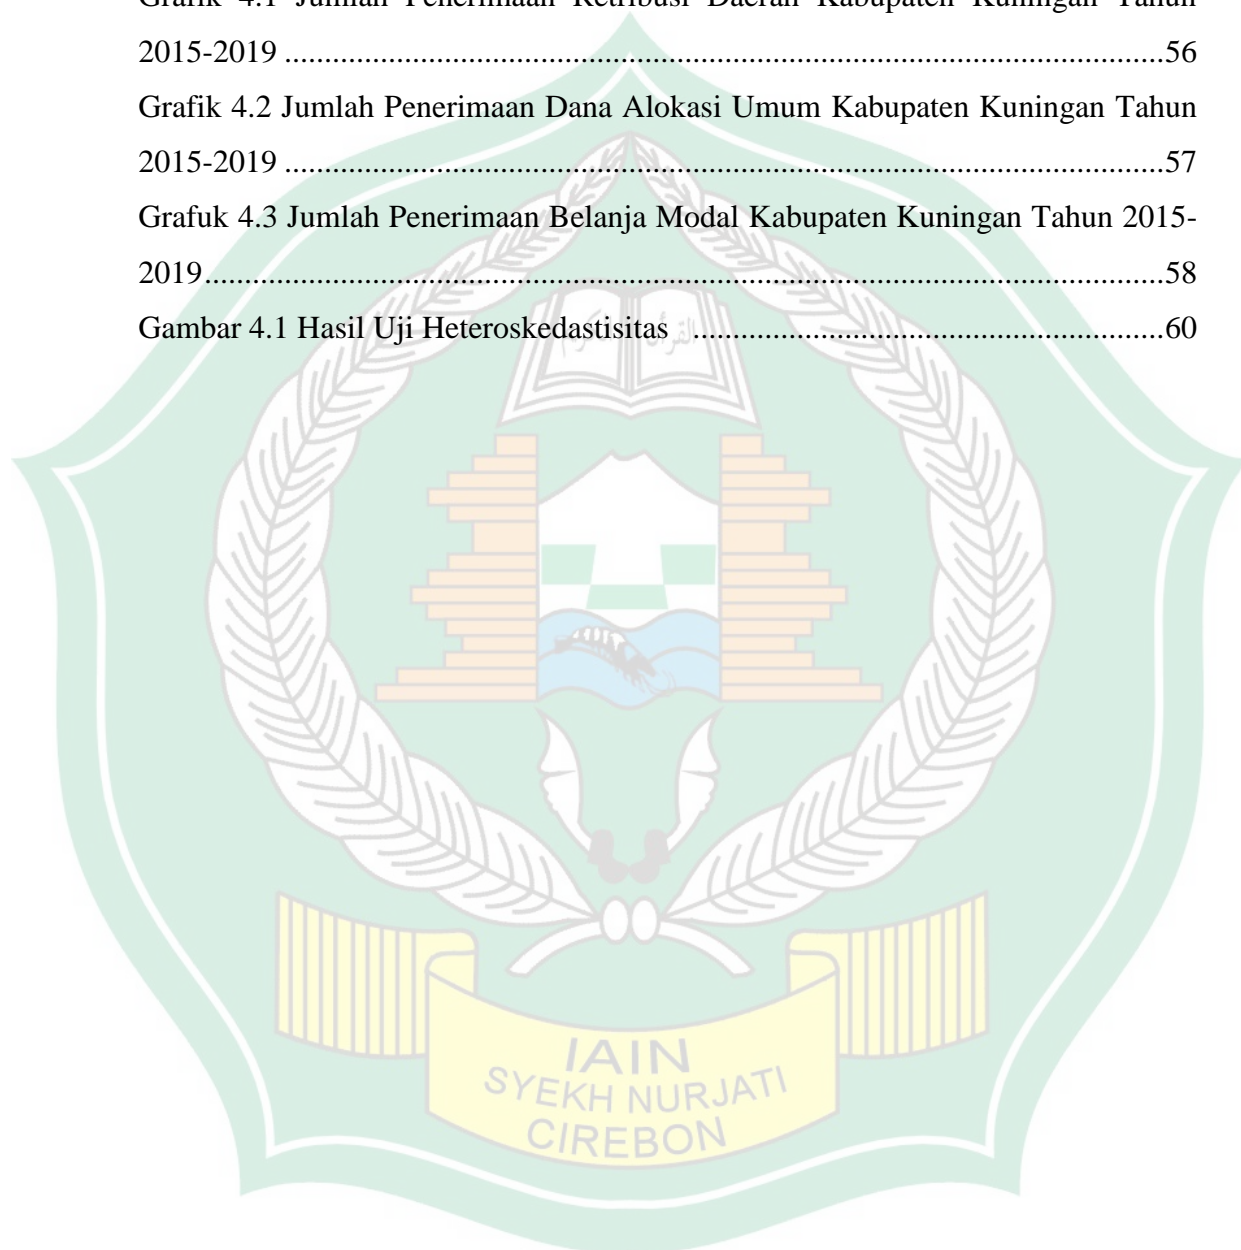 Grafik 4.1 Jumlah Penerimaan Retribusi Daerah Kabupaten Kuningan Tahun
2015-2019 ...............................................................................................................56
Grafik 4.2 Jumlah Penerimaan Dana Alokasi Umum Kabupaten Kuningan Tahun
2015-2019 ...............................................................................................................57
Grafuk 4.3 Jumlah Penerimaan Belanja Modal Kabupaten Kuningan Tahun 2015-
2019.........................................................................................................................58
Gambar 4.1 Hasil Uji Heteroskedastisitas ............................................................60
القرآن الكريم
IAIN
SYEKH NURJATI
CIREBON